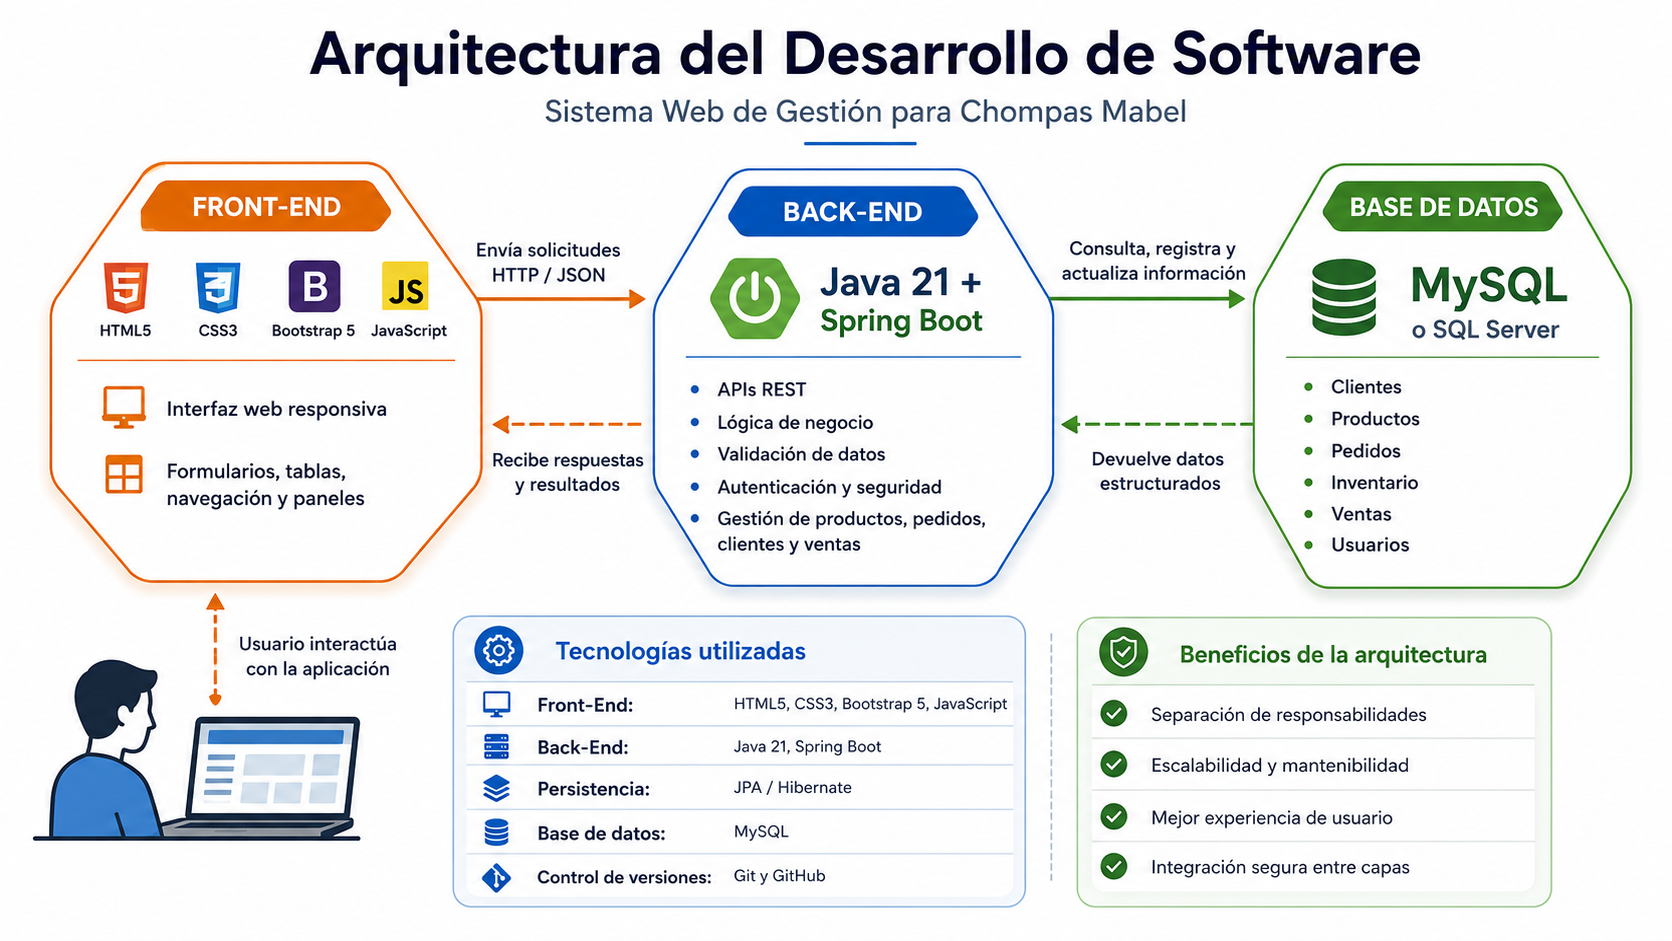 Arquitectura del Desarrollo de Software
Sistema Web de Gestión para Chompas Mabel
FRONT-END
5
HTML5
3
CSS3
B
Bootstrap 5
JS
JavaScript
Interfaz web responsiva
Formularios, tablas,
navegación y paneles
Envía solicitudes
HTTP / JSON
Recibe respuestas
y resultados
BACK-END
Java 21 +
Spring Boot
APIs REST
Lógica de negocio
Validación de datos
Autenticación y seguridad
Gestión de productos, pedidos,
clientes y ventas
Consulta, registra y
actualiza información
Devuelve datos
estructurados
BASE DE DATOS
MySQL
o SQL Server
Clientes
Productos
Pedidos
Inventario
Ventas
Usuarios
Usuario interactúa
con la aplicación
Tecnologías utilizadas
Front-End: HTML5, CSS3, Bootstrap 5, JavaScript
Back-End: Java 21, Spring Boot
Persistencia: JPA / Hibernate
Base de datos: MySQL
Control de versiones: Git y GitHub
Beneficios de la arquitectura
Separación de responsabilidades
Escalabilidad y mantenibilidad
Mejor experiencia de usuario
Integración segura entre capas